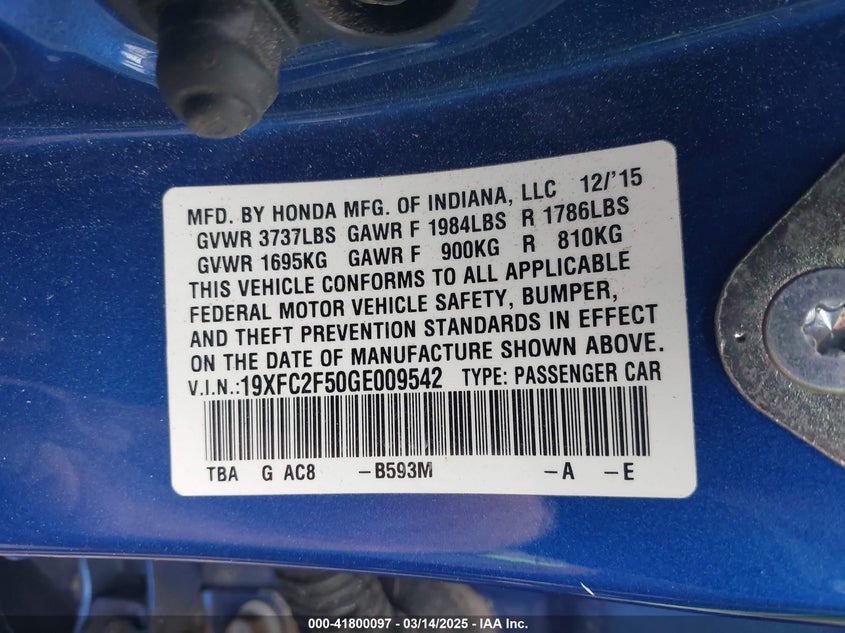 MFD. BY HONDA MFG. OF INDIANA, LLC 12/'15
GVWR 3737LBS GAWR F 1984LBS R 1786LBS
GVWR 1695KG GAWR F 900KG R 810KG
THIS VEHICLE CONFORMS TO ALL APPLICABLE
FEDERAL MOTOR VEHICLE SAFETY, BUMPER,
AND THEFT PREVENTION STANDARDS IN EFFECT
ON THE DATE OF MANUFACTURE SHOWN ABOVE.
V.I.N.:19XFC2F50GE009542 TYPE: PASSENGER CAR
TBA G AC8 -B593M -A -E
000-41800097 - 03/14/2025 - IAA Inc.